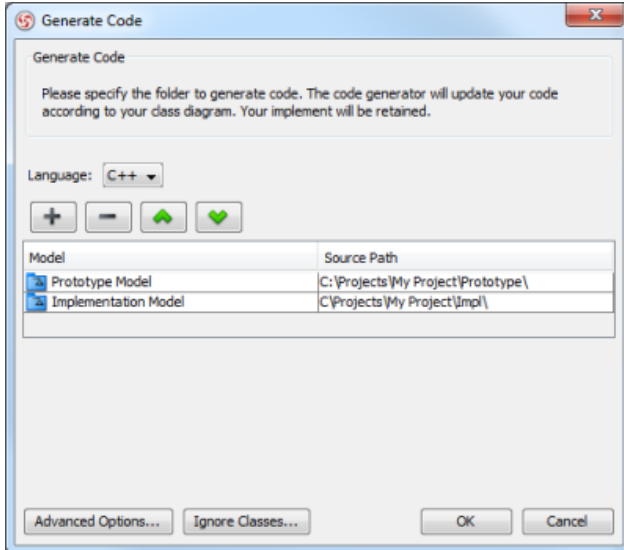 Generate Code
Generate Code
Please specify the folder to generate code. The code generator will update your code
according to your class diagram. Your implement will be retained.
Language: C++
Model Source Path
Prototype Model C:\Projects\My Project\Prototype\
Implementation Model C\Projects\My Project\Impl\
Advanced Options... Ignore Classes... OK Cancel